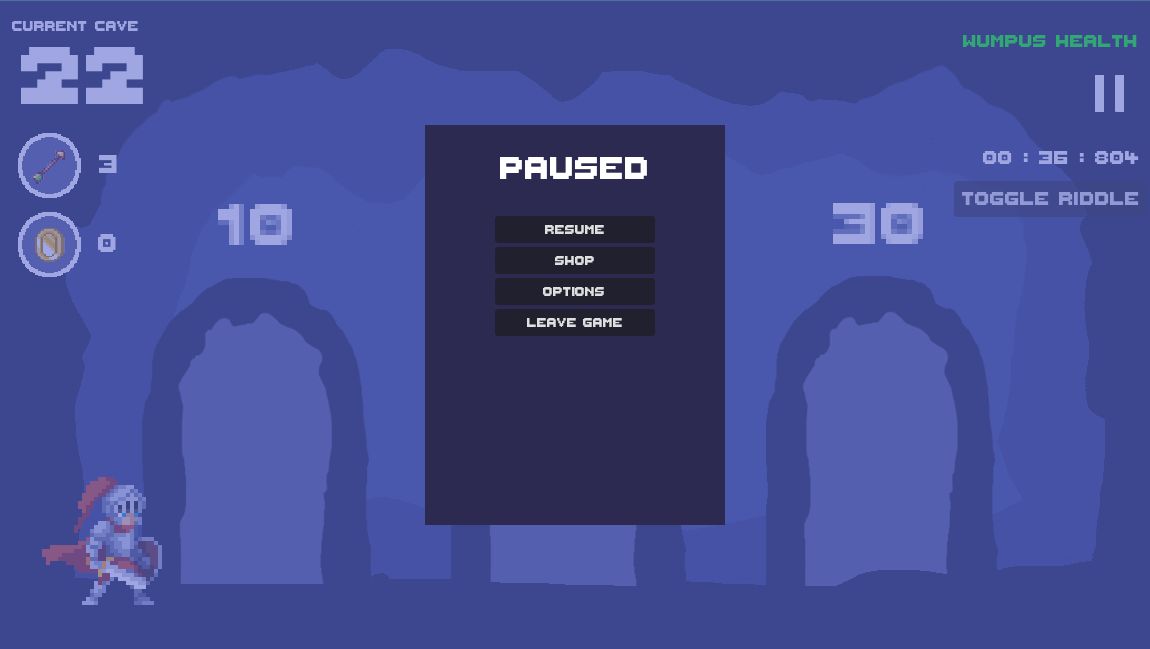 CURRENT CAVE
22
WUMPUS HEALTH
3
0
00 : 36 : 804
TOGGLE RIDDLE
10
30
PAUSED
RESUME
SHOP
OPTIONS
LEAVE GAME